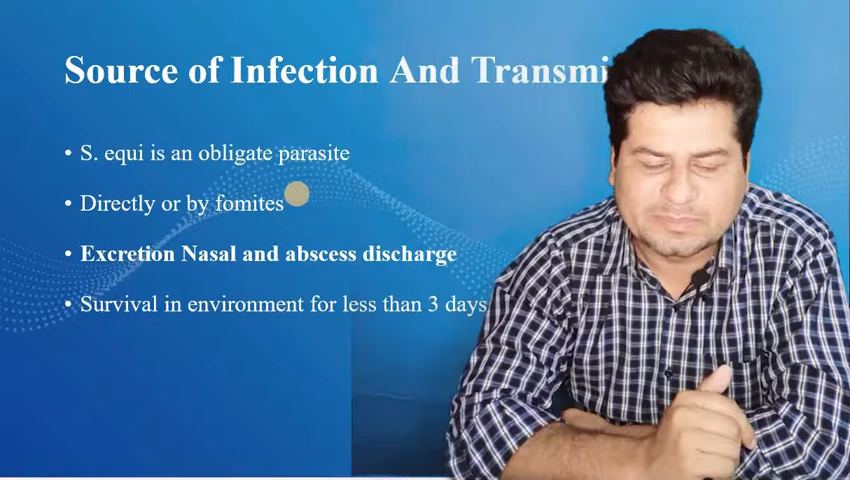 Source of Infection And Transmi
• S. equi is an obligate parasite
• Directly or by fomites
• Excretion Nasal and abscess discharge
• Survival in environment for less than 3 days